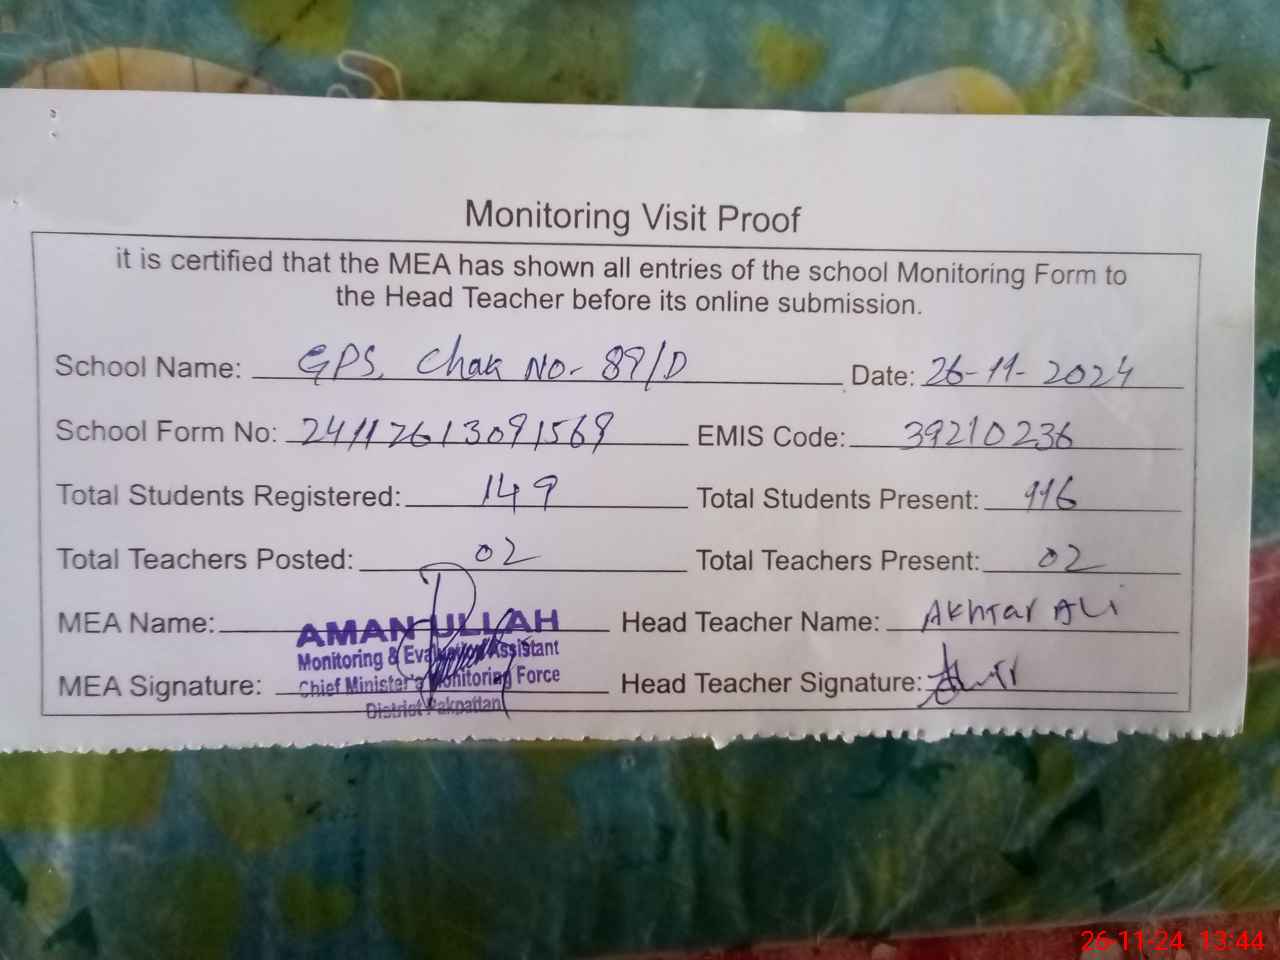 Monitoring Visit Proof
it is certified that the MEA has shown all entries of the school Monitoring Form to
the Head Teacher before its online submission.
School Name: GPS. Chak No- 89/D Date: 26-11-2024
School Form No: 24112613091569 EMIS Code: 39210236
Total Students Registered: 149 Total Students Present: 116
Total Teachers Posted: 02 Total Teachers Present: 02
MEA Name: AMAN ULLAH Head Teacher Name: Akhtar Ali
Monitoring & Evaluation Assistant
MEA Signature: Chief Minister's Monitoring Force Head Teacher Signature:
District Pakpattan
26-11-24 13:44